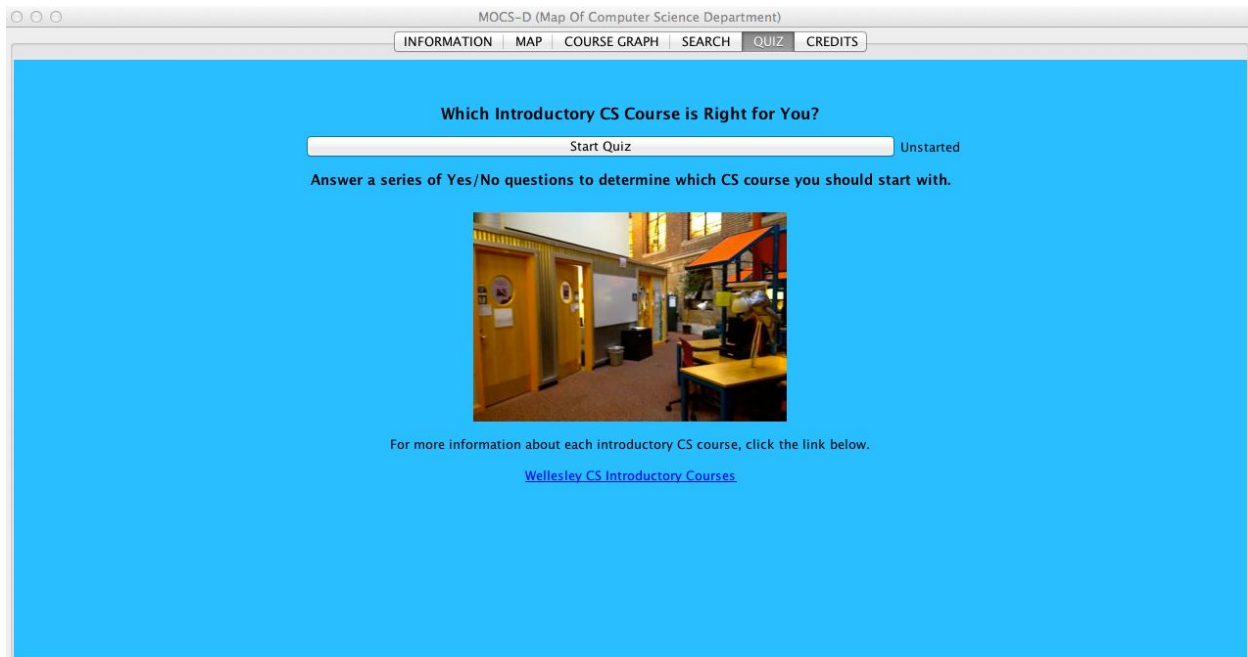 MOCS-D (Map Of Computer Science Department)
INFORMATION MAP COURSE GRAPH SEARCH QUIZ CREDITS
Which Introductory CS Course is Right for You?
Start Quiz Unstarted
Answer a series of Yes/No questions to determine which CS course you should start with.
For more information about each introductory CS course, click the link below.
Wellesley CS Introductory Courses